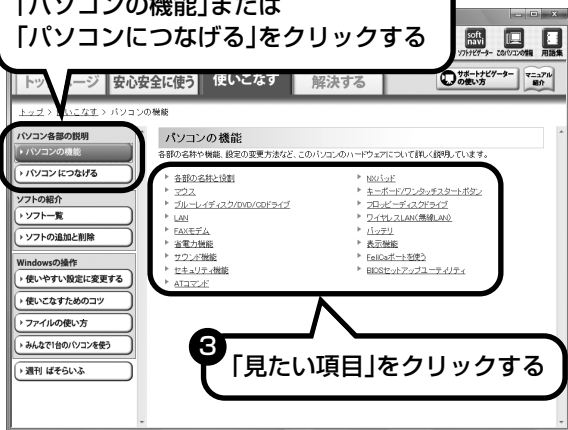 「パソコンの機能」または
「パソコンにつなげる」をクリックする
soft navi
ソフトナビゲーター
このパソコンの情報
用語集
トッ ージ
安心安全に使う
使いこなす
解決する
サポートナビゲーターの使い方
マニュアル紹介
トップ > 使いこなす > パソコンの機能
パソコン各部の説明
パソコンの機能
パソコンにつなげる
ソフトの紹介
ソフト一覧
ソフトの追加と削除
Windowsの操作
使いやすい設定に変更する
使いこなすためのコツ
ファイルの使い方
みんなで1台のパソコンを使う
週刊 ぱそらいふ
パソコンの機能
各部の名称や機能、設定の変更方法など、このパソコンのハードウェアについて詳しく説明しています。
各部の名称と役割
マウス
ブルーレイディスク/DVD/CDドライブ
LAN
FAXモデム
省電力機能
サウンド機能
セキュリティ機能
ATコマンド
NXパッド
キーボード/ワンタッチスタートボタン
フロッピーディスクドライブ
ワイヤレスLAN(無線LAN)
バッテリ
表示機能
FeliCaポートを使う
BIOSセットアップユーティリティ
3
「見たい項目」をクリックする